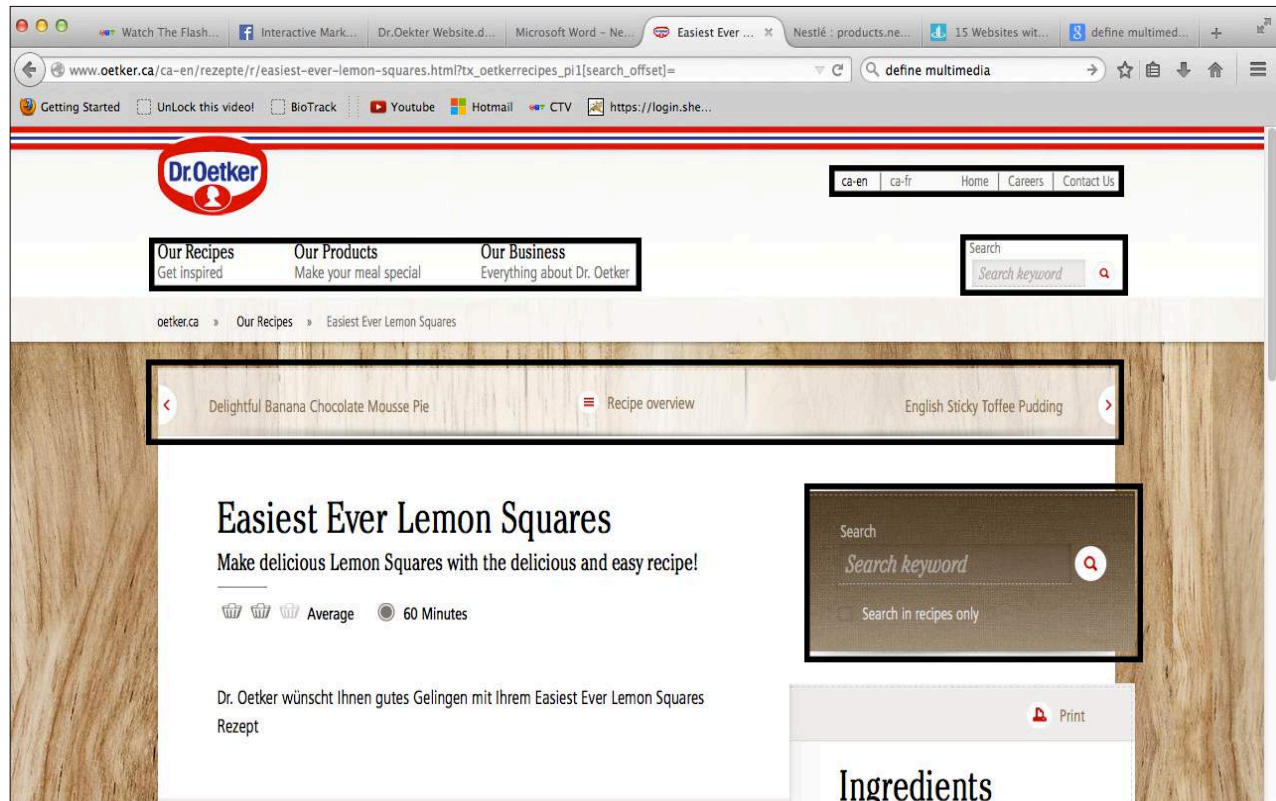 Watch The Flash... Interactive Mark... Dr.Oekter Website.d... Microsoft Word – Ne... Easiest Ever ... Nestlé : products.ne... 15 Websites wit... define multimed...
www.oetker.ca/ca-en/rezepte/r/easiest-ever-lemon-squares.html?tx_oetkerrecipes_pi1[search_offset]= define multimedia
Getting Started UnLock this video! BioTrack Youtube Hotmail CTV https://login.she...
Dr.Oetker
ca-en ca-fr Home Careers Contact Us
Our Recipes Our Products Our Business
Get inspired Make your meal special Everything about Dr. Oetker
Search
Search keyword
oetker.ca » Our Recipes » Easiest Ever Lemon Squares
Delightful Banana Chocolate Mousse Pie Recipe overview English Sticky Toffee Pudding
Easiest Ever Lemon Squares
Make delicious Lemon Squares with the delicious and easy recipe!
Average 60 Minutes
Search
Search keyword
Search in recipes only
Dr. Oetker wünscht Ihnen gutes Gelingen mit Ihrem Easiest Ever Lemon Squares
Rezept
Print
Ingredients